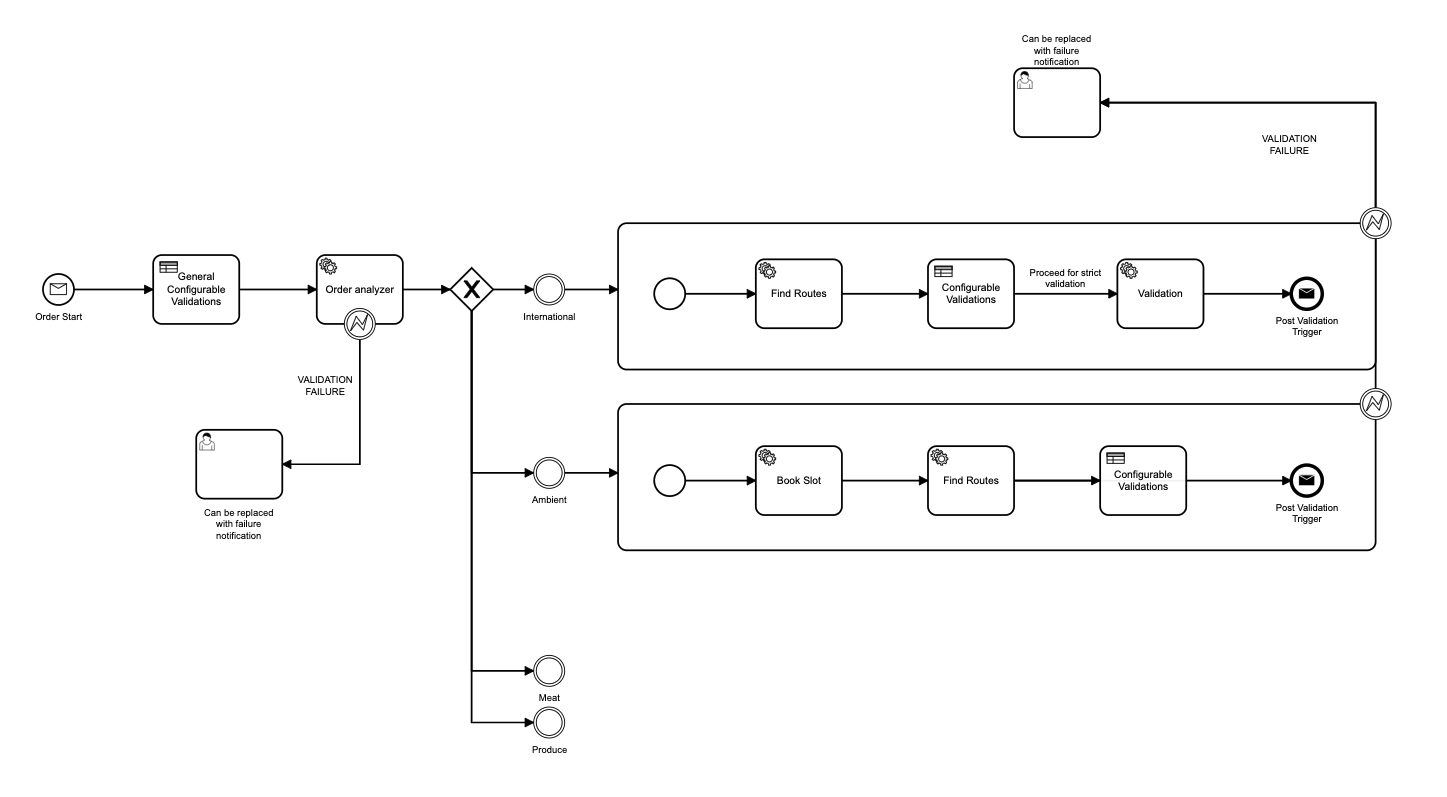 Can be replaced
with failure
notification
VALIDATION
FAILURE
Order Start
General
Configurable
Validations
Order analyzer
X
International
Find Routes
Configurable
Validations
Proceed for strict
validation
Validation
Post Validation
Trigger
VALIDATION
FAILURE
Can be replaced
with failure
notification
Ambient
Book Slot
Find Routes
Configurable
Validations
Post Validation
Trigger
Meat
Produce